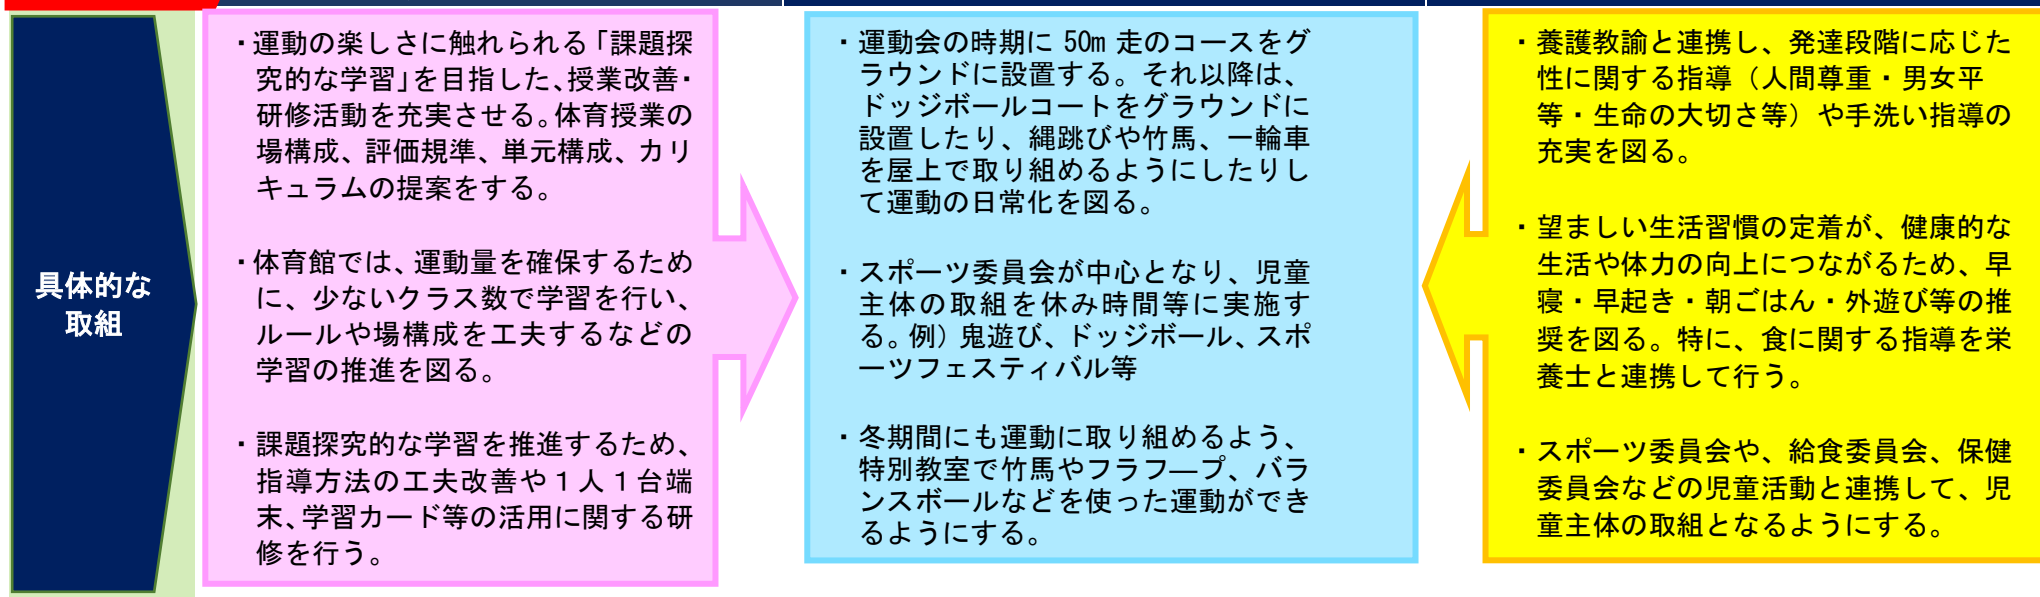 具体的な
取組
・運動の楽しさに触れられる「課題探
究的な学習」を目指した、授業改善・
研修活動を充実させる。体育授業の
場構成、評価規準、単元構成、カリ
キュラムの提案をする。
・体育館では、運動量を確保するため
に、少ないクラス数で学習を行い、
ルールや場構成を工夫するなどの
学習の推進を図る。
・課題探究的な学習を推進するため、
指導方法の工夫改善や１人１台端
末、学習カード等の活用に関する研
修を行う。
・運動会の時期に 50m 走のコースをグ
ラウンドに設置する。それ以降は、
ドッジボールコートをグラウンドに
設置したり、縄跳びや竹馬、一輪車
を屋上で取り組めるようにしたりし
て運動の日常化を図る。
・スポーツ委員会が中心となり、児童
主体の取組を休み時間等に実施す
る。例）鬼遊び、ドッジボール、スポ
ーツフェスティバル等
・冬期間にも運動に取り組めるよう、
特別教室で竹馬やフラフ―プ、バラ
ンスボールなどを使った運動ができ
るようにする。
・養護教諭と連携し、発達段階に応じた
性に関する指導（人間尊重・男女平
等・生命の大切さ等）や手洗い指導の
充実を図る。
・望ましい生活習慣の定着が、健康的な
生活や体力の向上につながるため、早
寝・早起き・朝ごはん・外遊び等の推
奨を図る。特に、食に関する指導を栄
養士と連携して行う。
・スポーツ委員会や、給食委員会、保健
委員会などの児童活動と連携して、児
童主体の取組となるようにする。